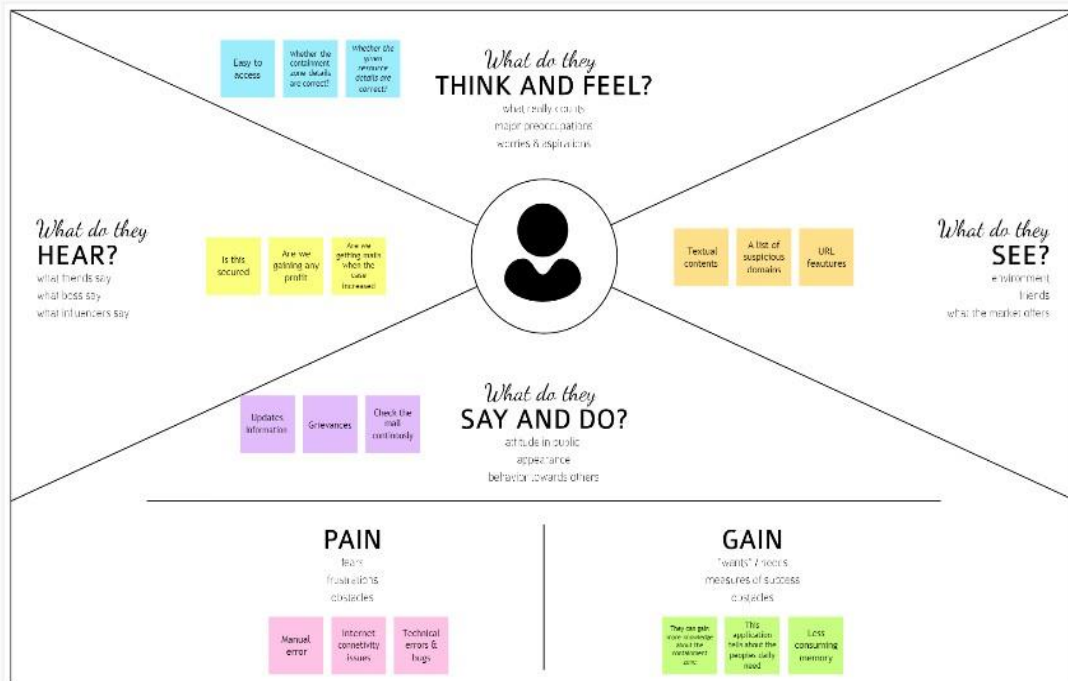 Easy to
access
Whether the
containment
zone details
are correct?
Whether the
given
resource
details are
correct?
What do they
THINK AND FEEL?
what really counts
major preoccupations
worries & aspirations
What do they
HEAR?
what friends say
what boss say
what influencers say
Is this
secured
Are we
gaining any
profit
Are we
getting mails
when the
case
increased
Textual
contents
A list of
suspicious
domains
URL
feautures
What do they
SEE?
environment
friends
what the market offers
Updates
information
Grievances
Check the
mail
continously
What do they
SAY AND DO?
attitude in public
appearance
behavior towards others
PAIN
fears
frustrations
obstacles
Manual
error
Internet
connetivity
issues
Technical
errors &
bugs
GAIN
"wants" / needs
measures of success
obstacles
They can gain
more knowledge
about the
containment
zone
This
application
tells about the
peoples daily
need
Less
consuming
memory